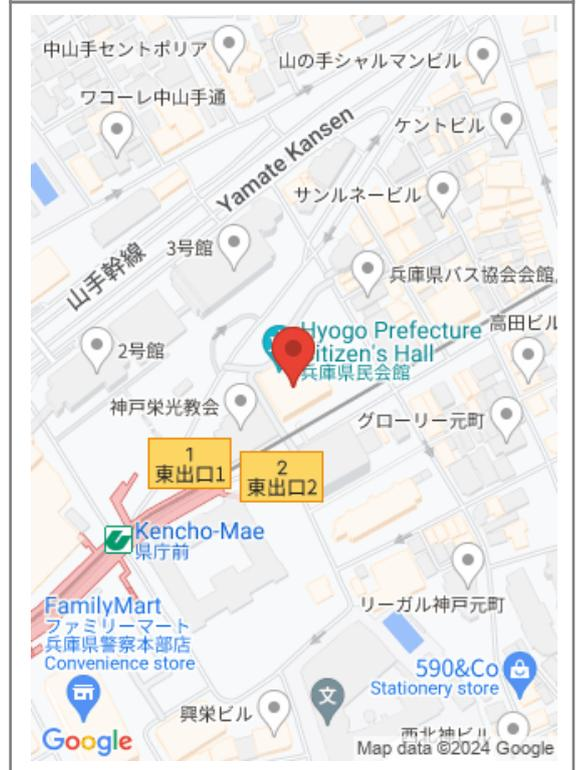 中山手セントポリア
山の手シャルマンビル
ワコーレ中山手通
Yamate Kansen
ケントビル
サンルネービル
山手幹線
3号館
兵庫県バス協会会館
2号館
Hyogo Prefecture
Citizen's Hall
兵庫県民会館
高田ビル
神戸栄光教会
グローリー元町
1
東出口1
2
東出口2
Kencho-Mae
県庁前
FamilyMart
ファミリーマート
兵庫県警察本部店
Convenience store
リーガル神戸元町
590&Co
Stationery store
興栄ビル
文
西北神ビル
Google
Map data ©2024 Google